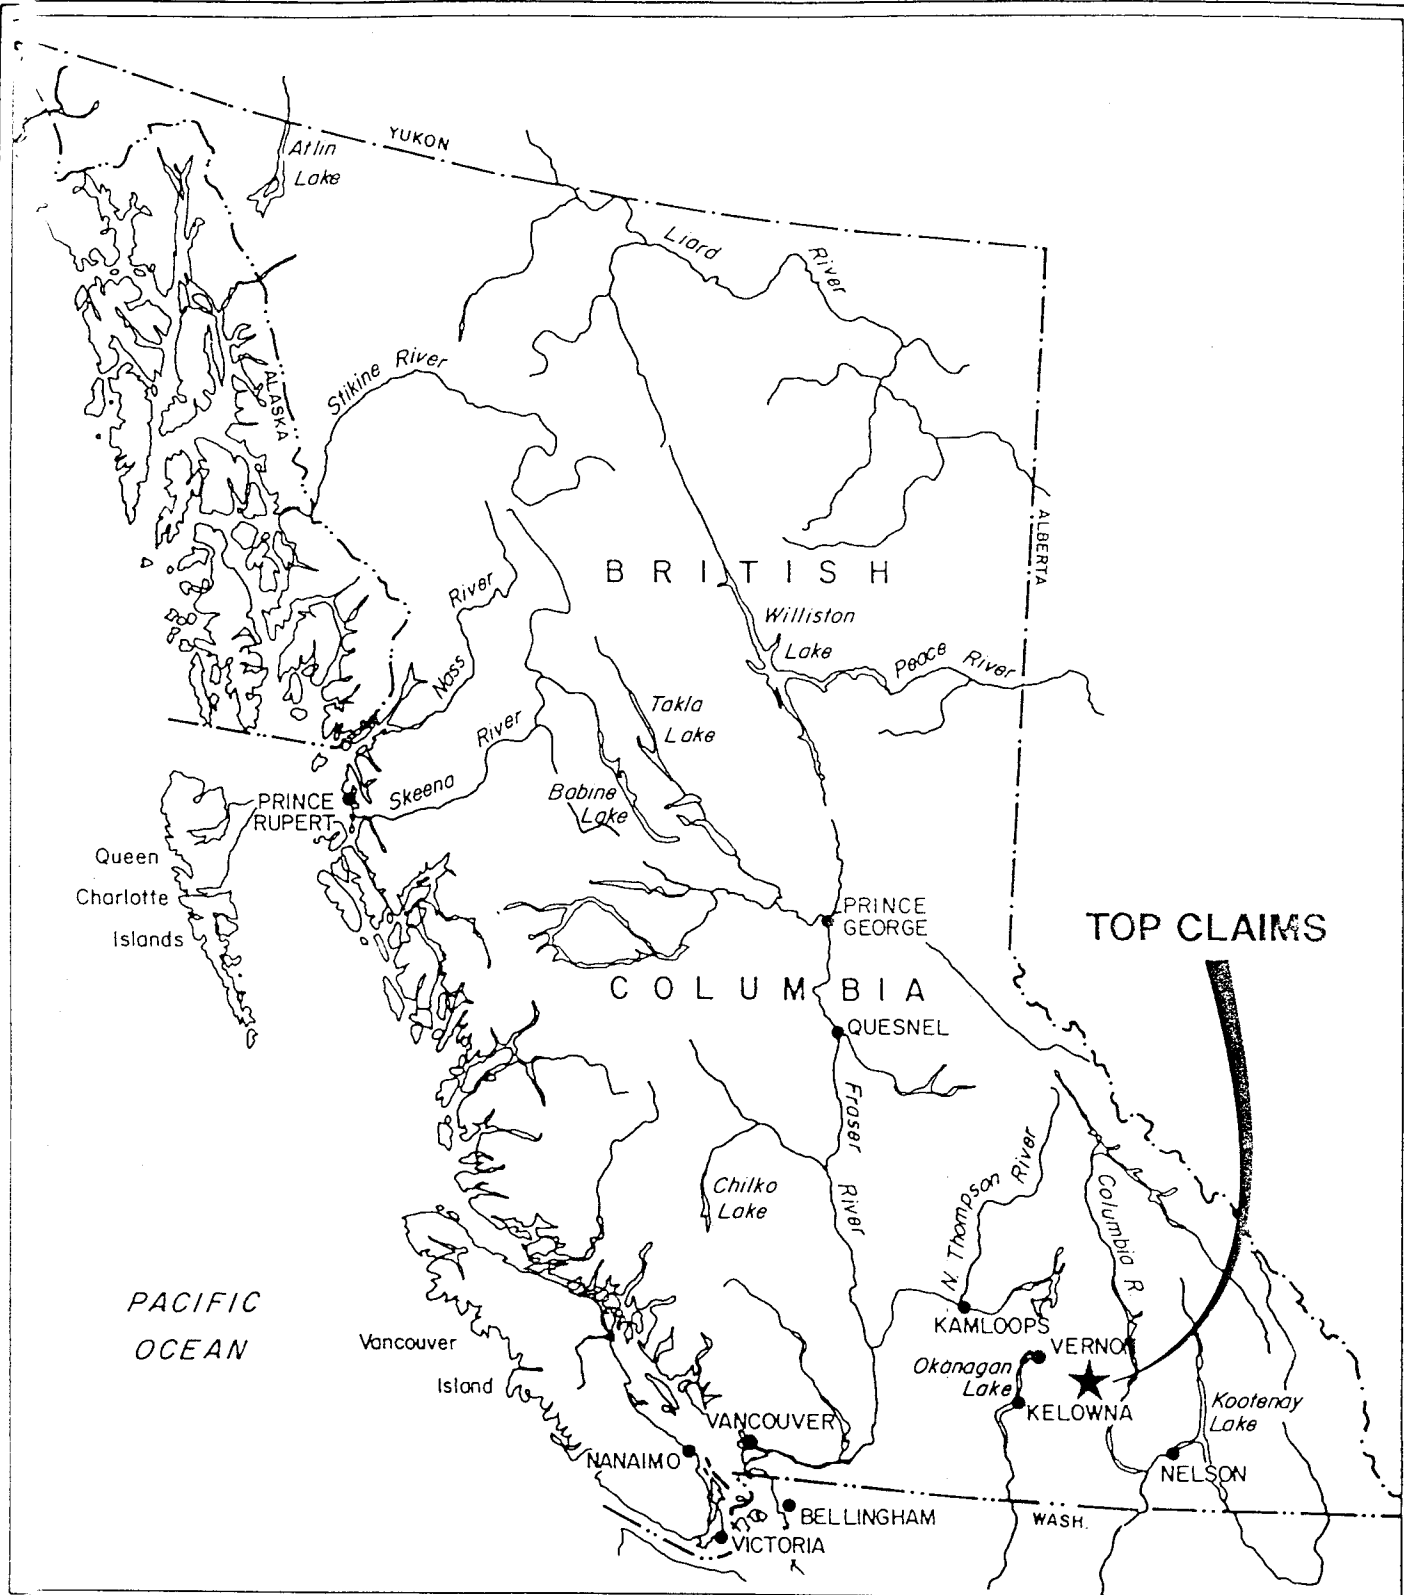 YUKON
Atlin
Lake
Liard
River
Stikine River
ALASKA
ALBERTA
BRITISH
River
Nass
Williston
Lake
Peace River
Takla
Lake
River
Skeena
Babine
Lake
PRINCE
RUPERT
Queen
Charlotte
Islands
PRINCE
GEORGE
TOP CLAIMS
COLUMBIA
QUESNEL
Fraser
River
Chilko
Lake
N. Thompson River
Columbia R.
PACIFIC
OCEAN
Vancouver
Island
KAMLOOPS
VERNON
Okanagan
Lake
KELOWNA
Kootenay
Lake
VANCOUVER
NANAIMO
NELSON
BELLINGHAM
WASH.
VICTORIA